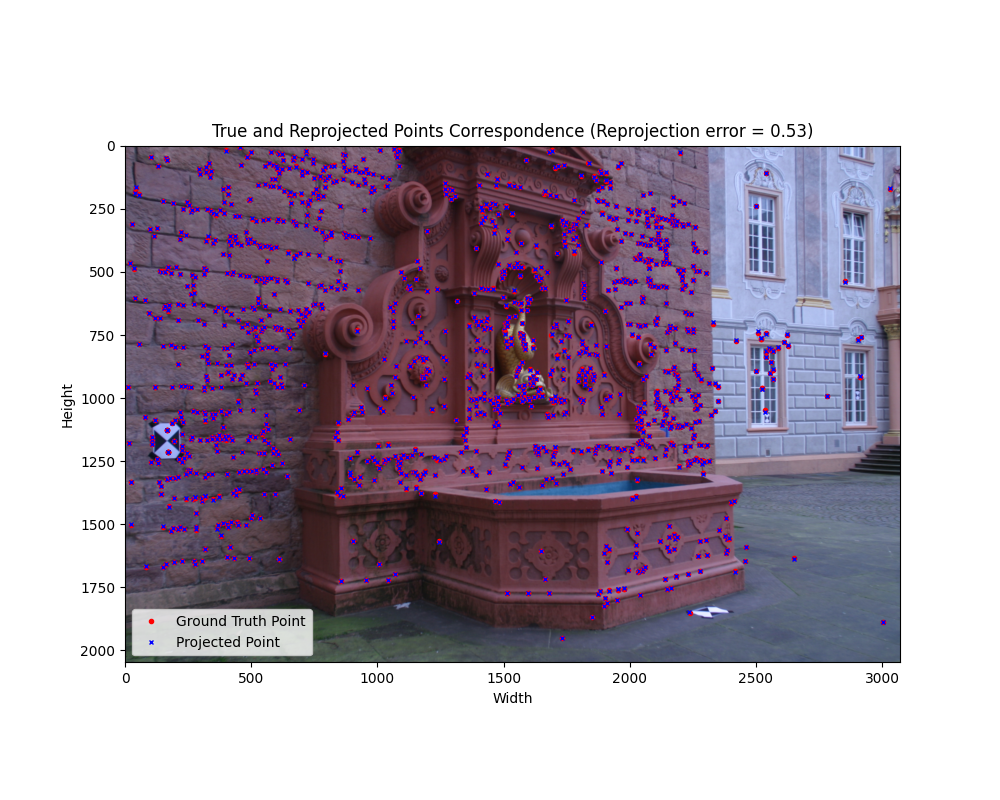 True and Reprojected Points Correspondence (Reprojection error = 0.53)
0
250
500
750
1000
1250
1500
1750
2000
Height
Ground Truth Point
Projected Point
0 500 1000 1500 2000 2500 3000
Width